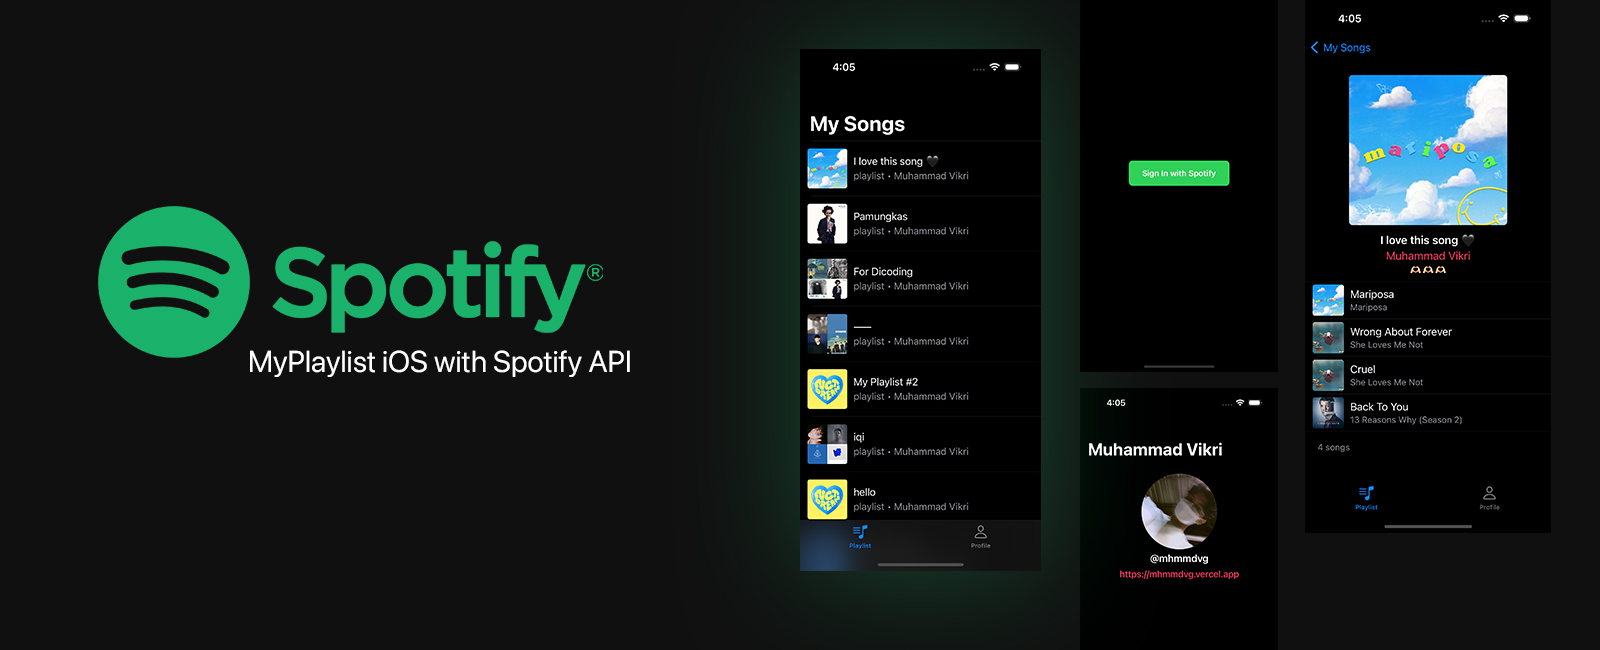 Spotify®
MyPlaylist iOS with Spotify API
4:05
My Songs
I love this song 🖤
playlist • Muhammad Vikri
Pamungkas
playlist • Muhammad Vikri
For Dicoding
playlist • Muhammad Vikri
——
playlist • Muhammad Vikri
My Playlist #2
playlist • Muhammad Vikri
iqi
playlist • Muhammad Vikri
hello
playlist • Muhammad Vikri
Playlist
Profile
Sign In with Spotify
4:05
Muhammad Vikri
@mhmmdvg
https://mhmmdvg.vercel.app
4:05
My Songs
mariposa
I love this song 🖤
Muhammad Vikri
Mariposa
Mariposa
Wrong About Forever
She Loves Me Not
Cruel
She Loves Me Not
Back To You
13 Reasons Why (Season 2)
4 songs
Playlist
Profile